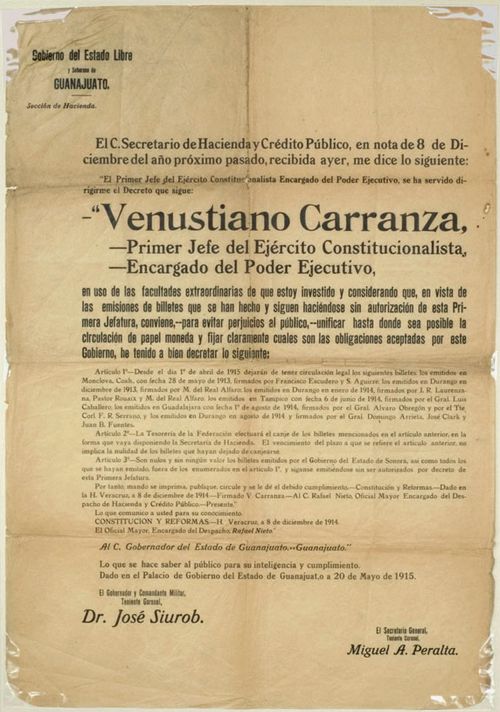 Gobierno del Estado Libre
y Soberano de
GUANAJUATO.
Sección de Hacienda.
El C. Secretario de Hacienda y Crédito Público, en nota de 8 de Di-
ciembre del año próximo pasado, recibida ayer, me dice lo siguiente:
"El Primer Jefe del Ejército Constitucionalista Encargado del Poder Ejecutivo, se ha servido di-
rigirme el Decreto que sigue:
-"Venustiano Carranza,
—Primer Jefe del Ejército Constitucionalista,
—Encargado del Poder Ejecutivo,
en uso de las facultades extraordinarias de que estoy investido y considerando que, en vista de
las emisiones de billetes que se han hecho y siguen haciéndose sin autorización de esta Pri-
mera Jefatura, conviene,--para evitar perjuicios al público,--unificar hasta donde sea posible la
circulación de papel moneda y fijar claramente cuales son las obligaciones aceptadas por este
Gobierno, he tenido a bien decretar lo siguiente:
Artículo 1º—Desde el día 1º de abril de 1915 dejarán de tener circulación legal los siguientes billetes: los emitidos en
Monclova, Coah., con fecha 28 de mayo de 1913, firmados por Francisco Escudero y S. Aguirre; los emitidos en Durango en
diciembre de 1913, firmados por M. del Real Alfaro; los emitidos en Durango en enero de 1914, firmados por J. R. Laurenza-
na, Pastor Rouaix y M. del Real Alfaro; los emitidos en Tampico con fecha 6 de junio de 1914, firmados por el Gral. Luis
Caballero; los emitidos en Guadalajara con fecha 1º de agosto de 1914, firmados por el Gral. Alvaro Obregón y por el Tte.
Corl. F. R. Serrano, y los emitidos en Durango en agosto de 1914 y firmados por el Gral. Domingo Arrieta, José Clark y
Juan B. Fuentes.
Artículo 2º—La Tesorería de la Federación efectuará el canje de los billetes mencionados en el artículo anterior, en la
forma que vaya disponiendo la Secretaría de Hacienda. El vencimiento del plazo a que se refiere el artículo anterior, no
implica la nulidad de los billetes que hayan dejado de canjearse.
Artículo 3º—Son nulos y sin ningún valor los billetes emitidos por el Gobierno del Estado de Sonora, así como todos los
que se hayan emitido, fuera de los enumerados en el artículo 1º, y siganse emitiéndose sin ser autorizados por decreto de
esta Primera Jefatura.
Por tanto, mando se imprima, publique, circule y se le dé el debido cumplimiento.—Constitución y Reformas.—Dado en
la H. Veracruz, a 8 de diciembre de 1914—Firmado V. Carranza—Al C. Rafael Nieto, Oficial Mayor Encargado del Des-
pacho de Hacienda y Crédito Público.—Presente."
Lo que comunico a usted para su conocimiento.
CONSTITUCION Y REFORMAS—H. Veracruz, a 8 de diciembre de 1914.
El Oficial Mayor, Encargado del Despacho, Rafael Nieto."
Al C. Gobernador del Estado de Guanajuato.--Guanajuato."
Lo que se hace saber al público para su inteligencia y cumplimiento.
Dado en el Palacio de Gobierno del Estado de Guanajuato, a 20 de Mayo de 1915.
El Gobernador y Comandante Militar,
Teniente Coronel,
Dr. José Siurob.
El Secretario General,
Teniente Coronel,
Miguel A. Peralta.